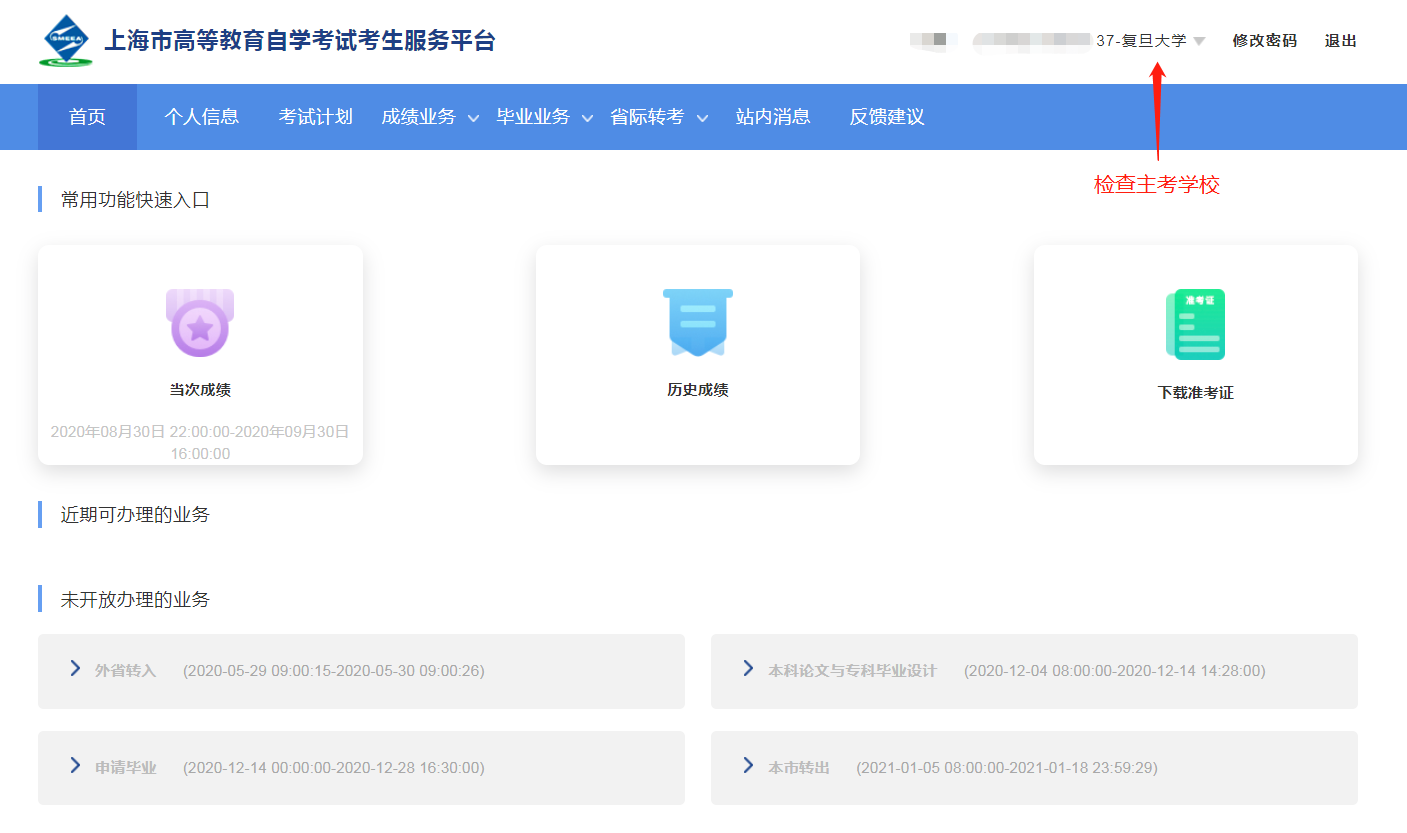 SMEEA
上海市高等教育自学考试考生服务平台
37-复旦大学
修改密码
退出
首页
个人信息
考试计划
成绩业务
毕业业务
省际转考
站内消息
反馈建议
检查主考学校
常用功能快速入口
准考证
当次成绩
2020年08月30日 22:00:00-2020年09月30日
16:00:00
历史成绩
下载准考证
近期可办理的业务
未开放办理的业务
外省转入 (2020-05-29 09:00:15-2020-05-30 09:00:26)
本科论文与专科毕业设计 (2020-12-04 08:00:00-2020-12-14 14:28:00)
申请毕业 (2020-12-14 00:00:00-2020-12-28 16:30:00)
本市转出 (2021-01-05 08:00:00-2021-01-18 23:59:29)